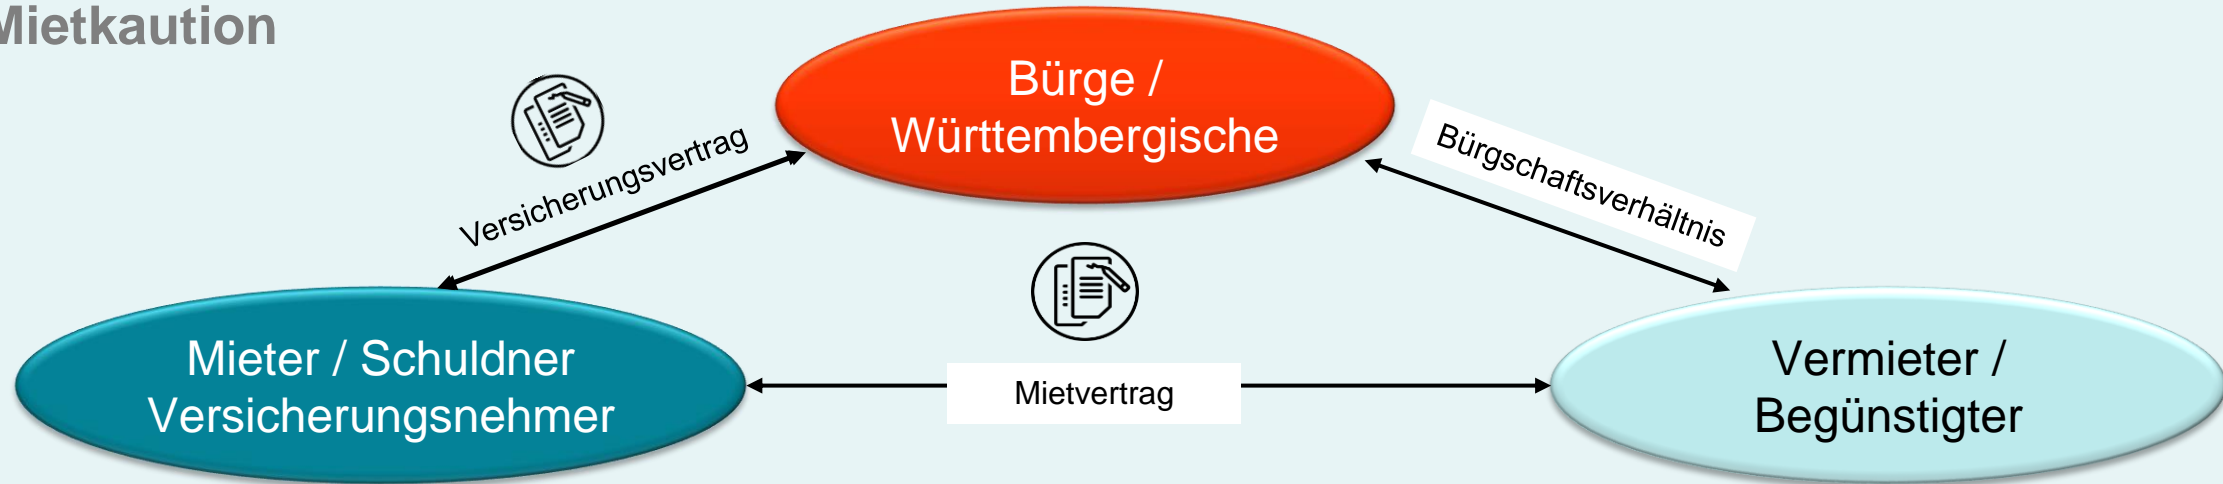 Mietkaution
Bürge /
Württembergische
Versicherungsvertrag
Bürgschaftsverhältnis
Mieter / Schuldner
Versicherungsnehmer
Mietvertrag
Vermieter /
Begünstigter